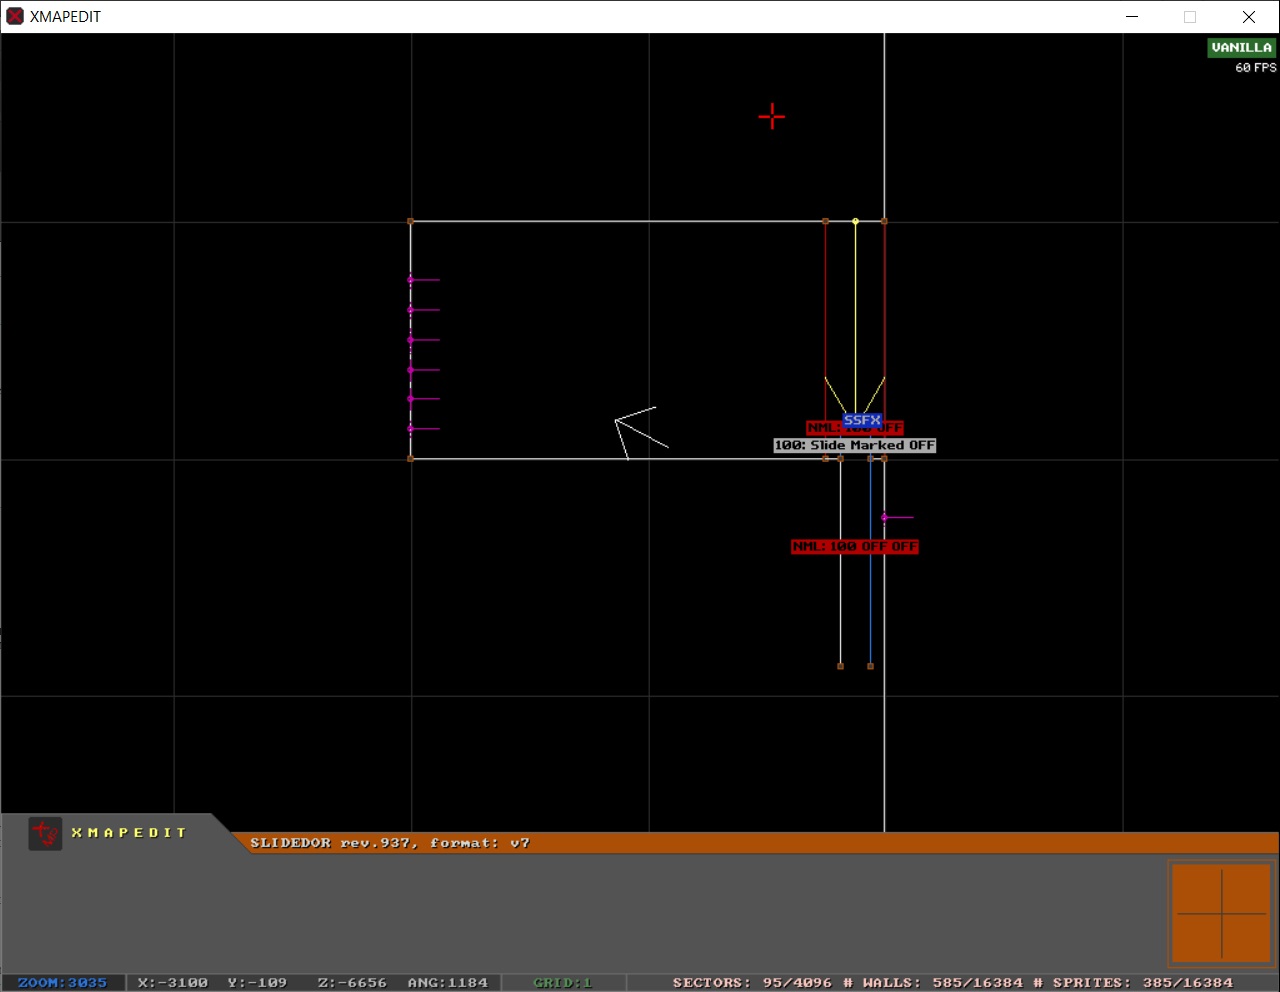 XMAPEDIT
VANILLA
60 FPS
SSFX
NML: 100 OFF
100: Slide Marked OFF
NML: 100 OFF OFF
XMAPEDIT
SLIDEDOR rev.937, format: v7
ZOOM:3035 X:-3100 Y:-109 Z:-6656 ANG:1184 GRID:1 SECTORS: 95/4096 # WALLS: 585/16384 # SPRITES: 385/16384